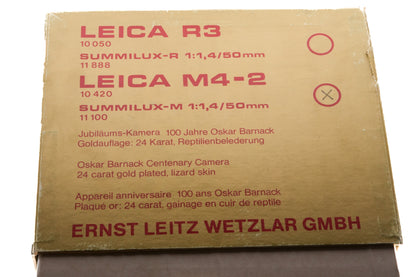 LEICA R3
10 050
SUMMILUX-R 1:1,4/50mm
11 888
LEICA M4-2
10 420
SUMMILUX-M 1:1,4/50mm
11 100
Jubiläums-Kamera 100 Jahre Oskar Barnack
Goldauflage: 24 Karat, Reptilienbelederung
Oskar Barnack Centenary Camera
24 carat gold plated, lizard skin
Appareil anniversaire 100 ans Oskar Barnack
Plaqué or: 24 carat, gainage en cuir de reptile
ERNST LEITZ WETZLAR GMBH